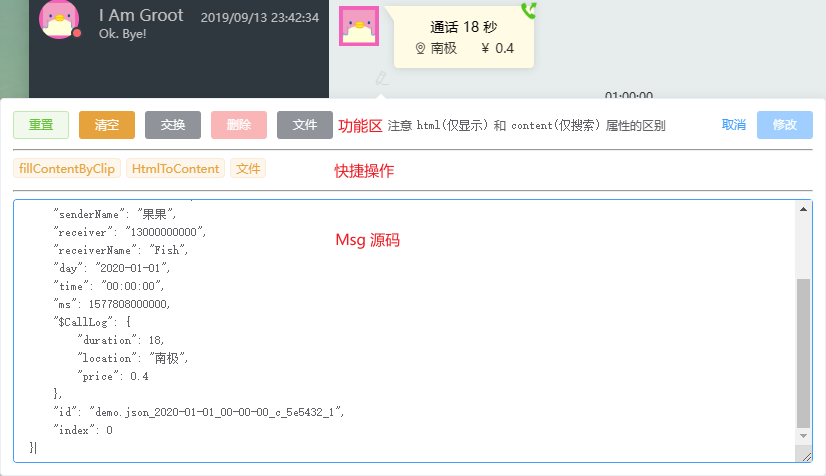 I Am Groot 2019/09/13 23:42:34
Ok. Bye!
通话 18 秒
南极 ¥ 0.4
01:00:00
重置 清空 交换 删除 文件 功能区 注意 html(仅显示) 和 content(仅搜索) 属性的区别 取消 修改
fillContentByClip HtmlToContent 文件 快捷操作
Msg 源码
"senderName": "果果",
"receiver": "13000000000",
"receiverName": "Fish",
"day": "2020-01-01",
"time": "00:00:00",
"ms": 1577808000000,
"$CallLog": {
"duration": 18,
"location": "南极",
"price": 0.4
},
"id": "demo.json_2020-01-01_00-00-00_c_5e5432_1",
"index": 0
}